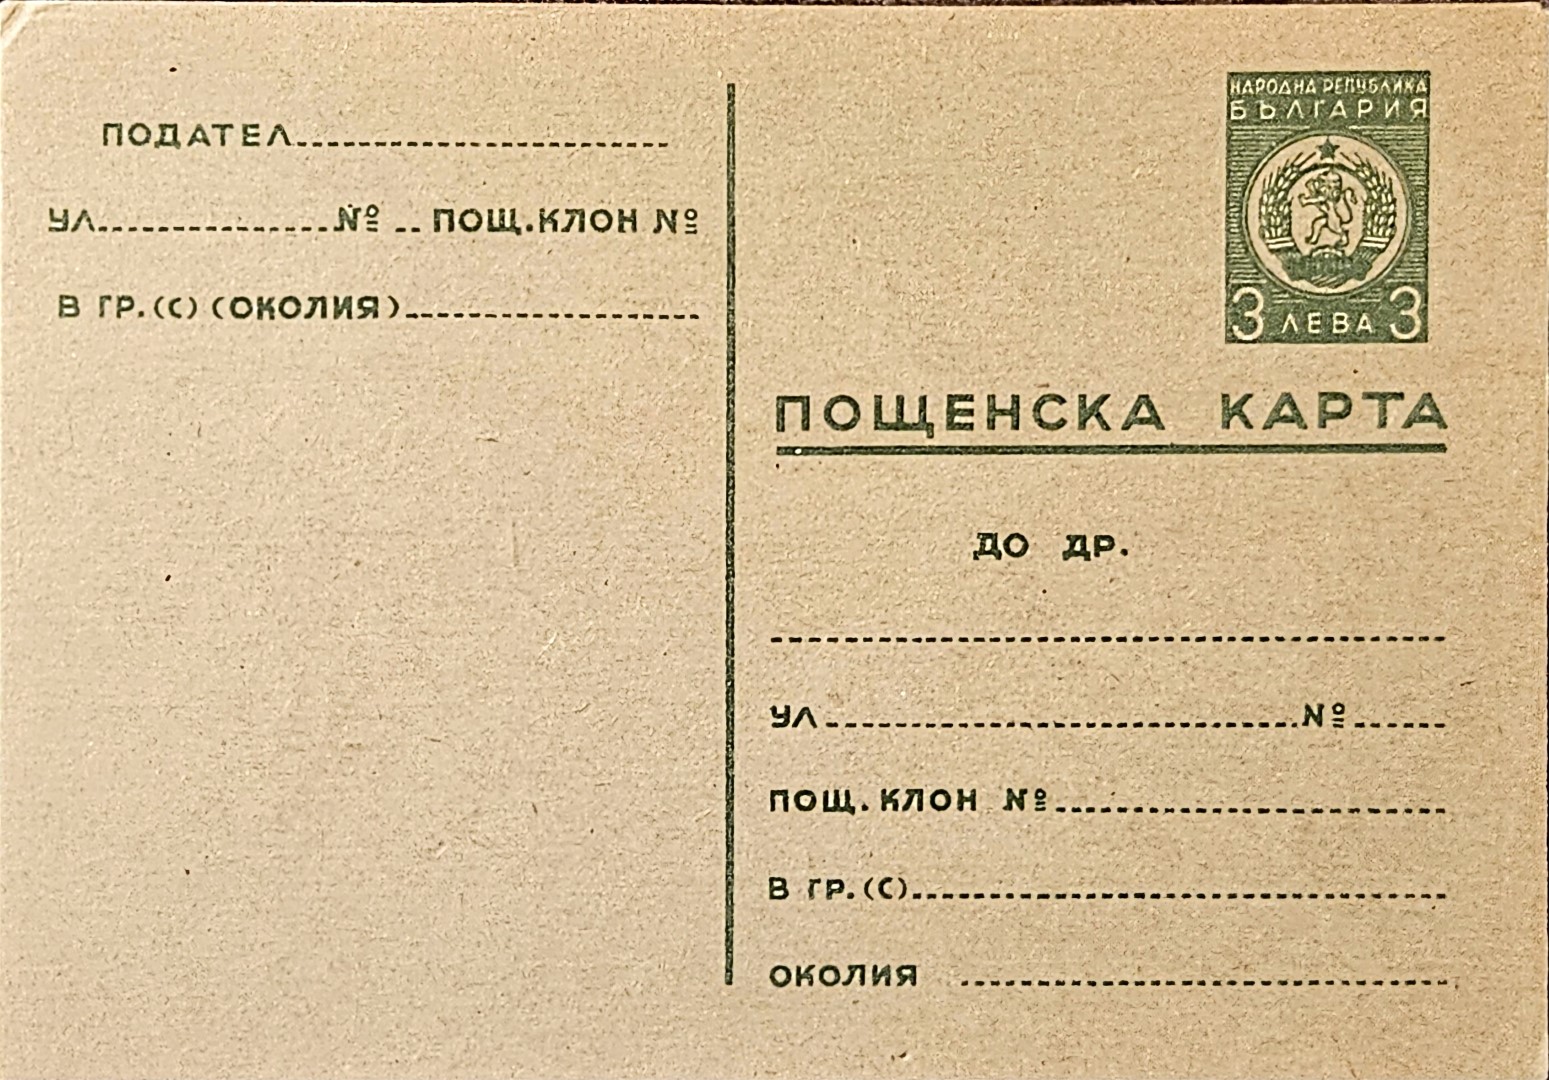 ПОДАТЕЛ
УЛ. № ПОЩ.КЛОН №
В ГР.(С) (ОКОЛИЯ)
НАРОДНА РЕПУБЛИКА
БЪЛГАРИЯ
3 ЛЕВА 3
ПОЩЕНСКА КАРТА
ДО ДР.
УЛ. №
ПОЩ. КЛОН №
В ГР.(С)
ОКОЛИЯ